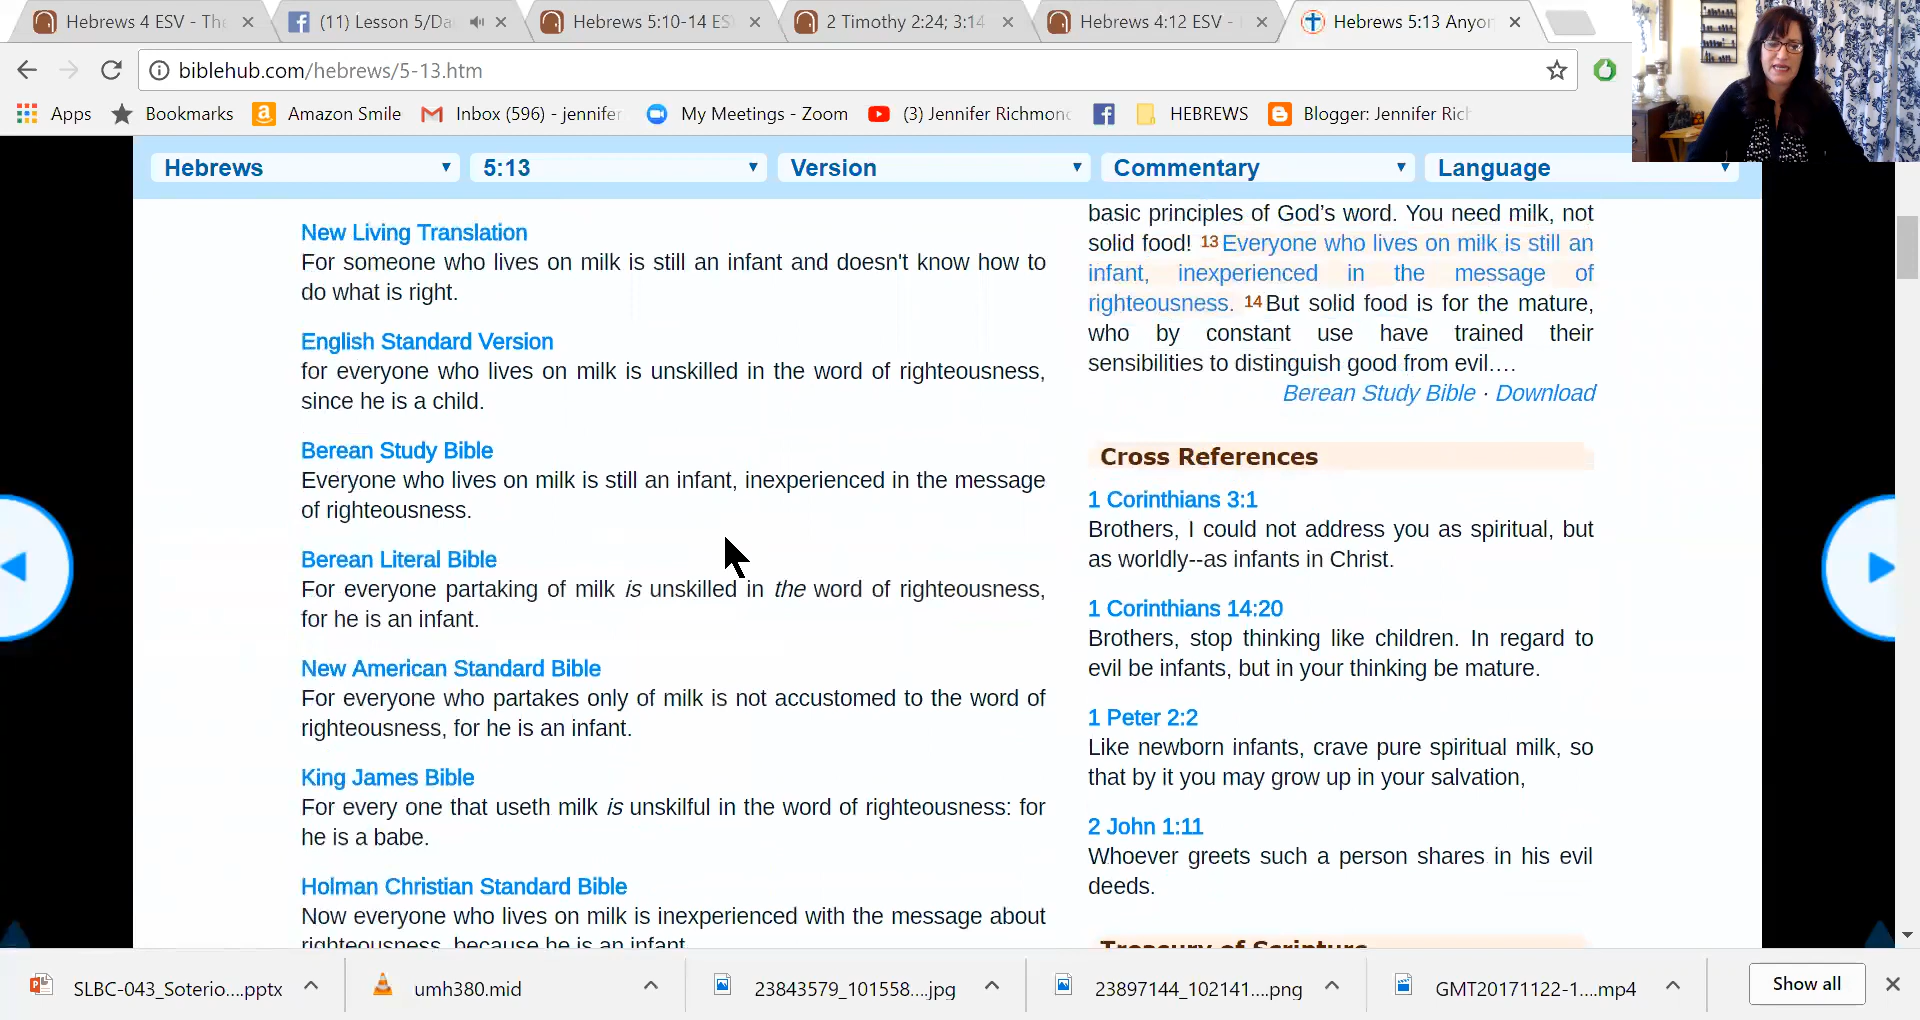 Hebrews 4 ESV - The
(11) Lesson 5/Da
Hebrews 5:10-14 ES
2 Timothy 2:24; 3:14
Hebrews 4:12 ESV -
Hebrews 5:13 Anyon
biblehub.com/hebrews/5-13.htm
Apps
Bookmarks
Amazon Smile
Inbox (596) - jennifer
My Meetings - Zoom
(3) Jennifer Richmond
HEBREWS
Blogger: Jennifer Ric
Hebrews
5:13
Version
Commentary
Language
New Living Translation
For someone who lives on milk is still an infant and doesn't know how to
do what is right.
English Standard Version
for everyone who lives on milk is unskilled in the word of righteousness,
since he is a child.
Berean Study Bible
Everyone who lives on milk is still an infant, inexperienced in the message
of righteousness.
Berean Literal Bible
For everyone partaking of milk is unskilled in the word of righteousness,
for he is an infant.
New American Standard Bible
For everyone who partakes only of milk is not accustomed to the word of
righteousness, for he is an infant.
King James Bible
For every one that useth milk is unskilful in the word of righteousness: for
he is a babe.
Holman Christian Standard Bible
Now everyone who lives on milk is inexperienced with the message about
righteousness, because he is an infant.
basic principles of God's word. You need milk, not
solid food! 13 Everyone who lives on milk is still an
infant, inexperienced in the message of
righteousness. 14 But solid food is for the mature,
who by constant use have trained their
sensibilities to distinguish good from evil.…
Berean Study Bible · Download
Cross References
1 Corinthians 3:1
Brothers, I could not address you as spiritual, but
as worldly--as infants in Christ.
1 Corinthians 14:20
Brothers, stop thinking like children. In regard to
evil be infants, but in your thinking be mature.
1 Peter 2:2
Like newborn infants, crave pure spiritual milk, so
that by it you may grow up in your salvation,
2 John 1:11
Whoever greets such a person shares in his evil
deeds.
Treasury of Scripture
SLBC-043_Soterio....pptx
umh380.mid
23843579_101558....jpg
23897144_102141....png
GMT20171122-1....mp4
Show all